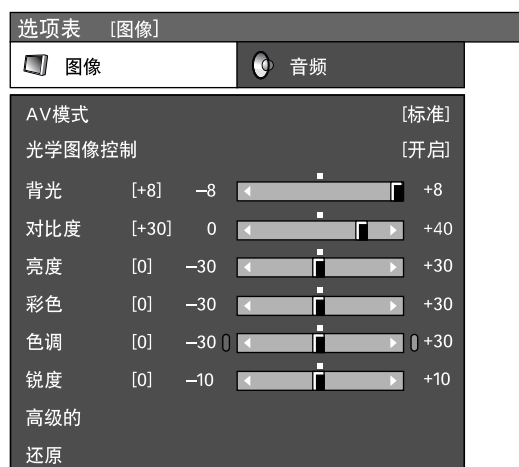 选项表 [图像]
图像 音频
AV模式 [标准]
光学图像控制 [开启]
背光 [+8] –8 +8
对比度 [+30] 0 +40
亮度 [0] –30 +30
彩色 [0] –30 +30
色调 [0] –30 +30
锐度 [0] –10 +10
高级的
还原